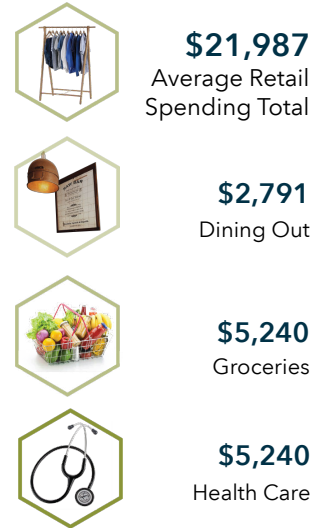 $21,987
Average Retail
Spending Total
$2,791
Dining Out
$5,240
Groceries
$5,240
Health Care